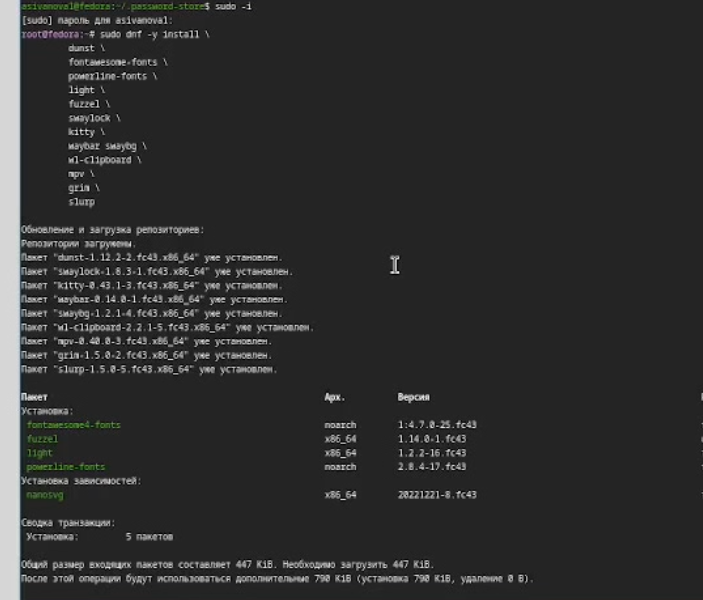 asivanova1@fedora:~/.password-store$ sudo -i
[sudo] пароль для asivanova1:
root@fedora:~# sudo dnf -y install \
dunst \
fontawesome-fonts \
powerline-fonts \
light \
fuzzel \
swaylock \
kitty \
waybar swaybg \
wl-clipboard \
mpv \
grim \
slurp
Обновление и загрузка репозиториев:
Репозитории загружены.
Пакет "dunst-1.12.2-2.fc43.x86_64" уже установлен.
Пакет "swaylock-1.8.3-1.fc43.x86_64" уже установлен.
Пакет "kitty-0.43.1-3.fc43.x86_64" уже установлен.
Пакет "waybar-0.14.0-1.fc43.x86_64" уже установлен.
Пакет "swaybg-1.2.1-4.fc43.x86_64" уже установлен.
Пакет "wl-clipboard-2.2.1-5.fc43.x86_64" уже установлен.
Пакет "mpv-0.40.0-3.fc43.x86_64" уже установлен.
Пакет "grim-1.5.0-2.fc43.x86_64" уже установлен.
Пакет "slurp-1.5.0-5.fc43.x86_64" уже установлен.
Пакет Арх. Версия
Установка:
fontawesome4-fonts noarch 1:4.7.0-25.fc43
fuzzel x86_64 1.14.0-1.fc43
light x86_64 1.2.2-16.fc43
powerline-fonts noarch 2.8.4-17.fc43
Установка зависимостей:
nanosvg x86_64 20221221-8.fc43
Сводка транзакции:
Установка: 5 пакетов
Общий размер входящих пакетов составляет 447 KiB. Необходимо загрузить 447 KiB.
После этой операции будут использоваться дополнительные 790 KiB (установка 790 KiB, удаление 0 B).